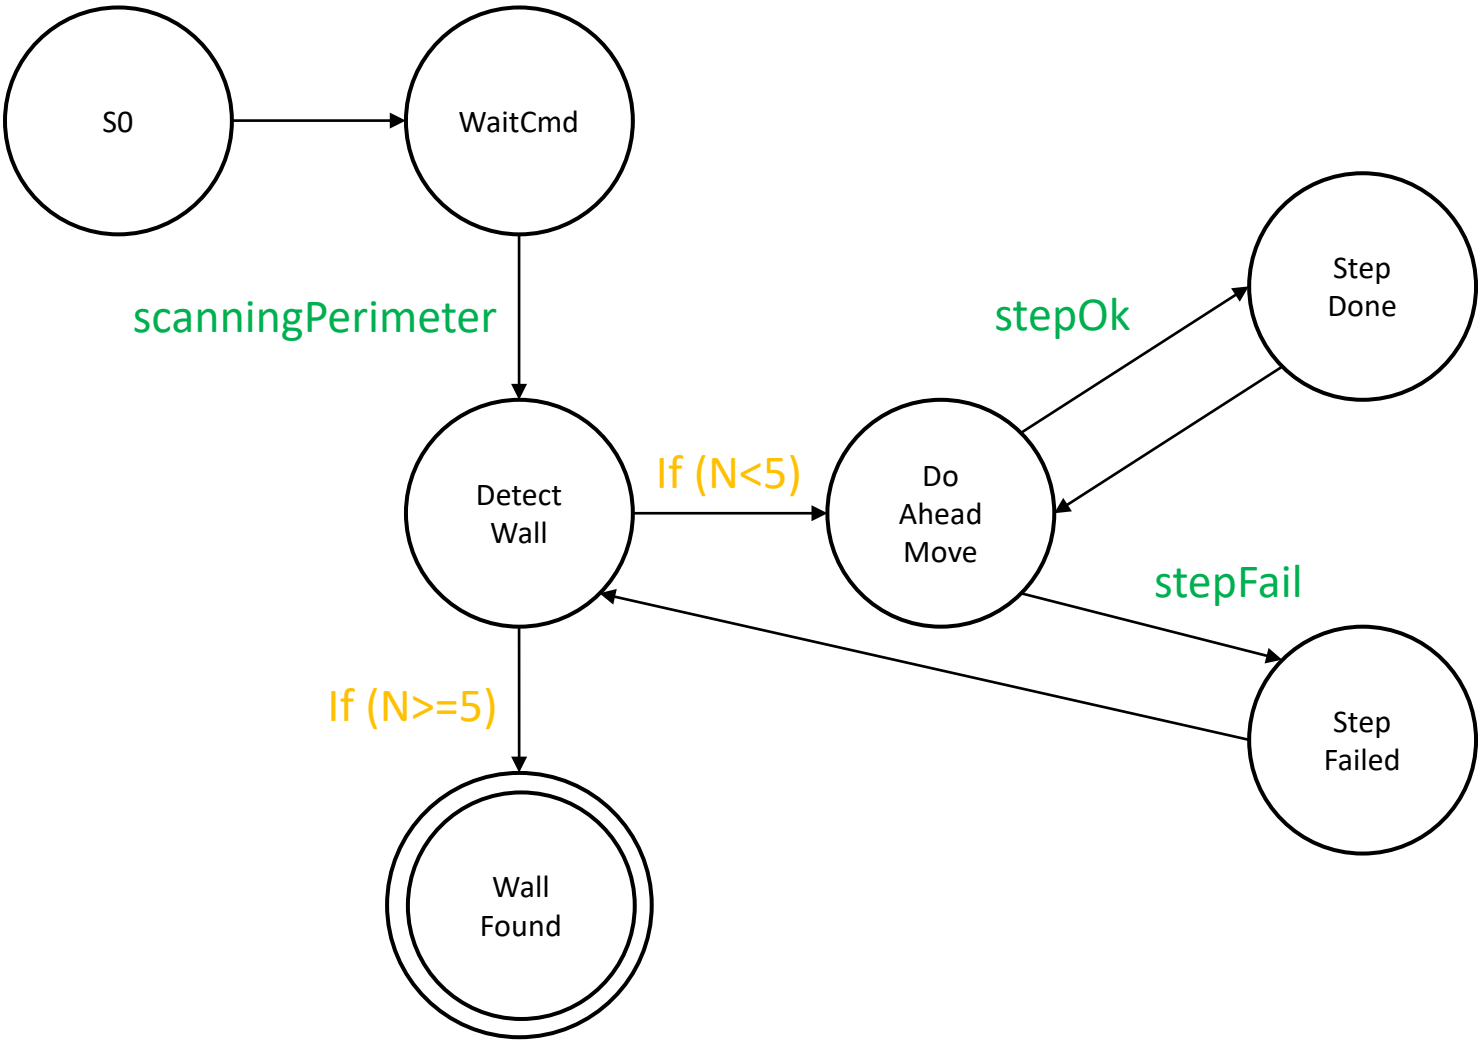 S0
WaitCmd
scanningPerimeter
stepOk
Step
Done
If (N<5)
Detect
Wall
Do
Ahead
Move
stepFail
If (N>=5)
Step
Failed
Wall
Found